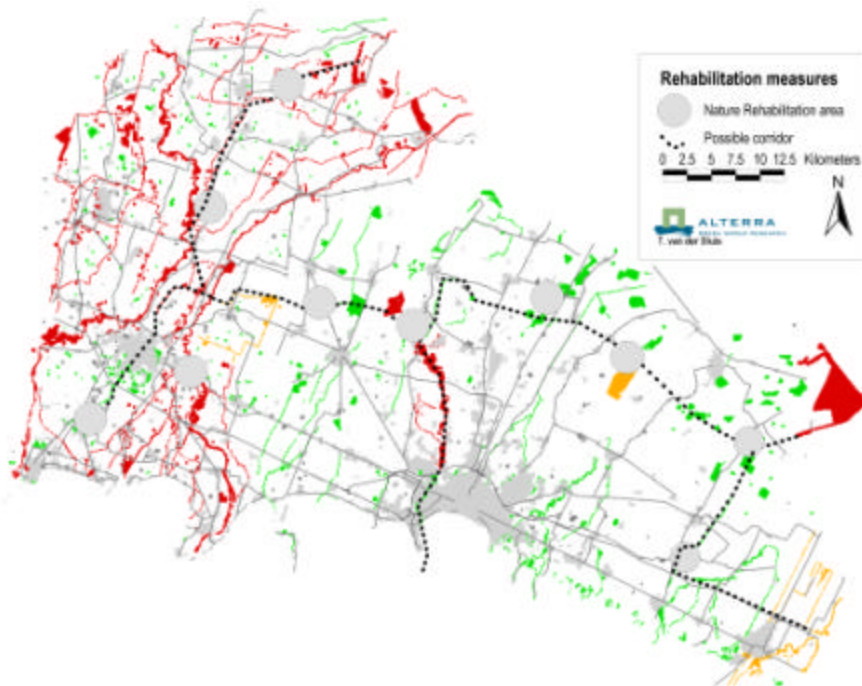 Rehabilitation measures
Nature Rehabilitation area
Possible corridor
0 2.5 5 7.5 10 12.5 Kilometers
N
ALTERRA
T. van der Sluis